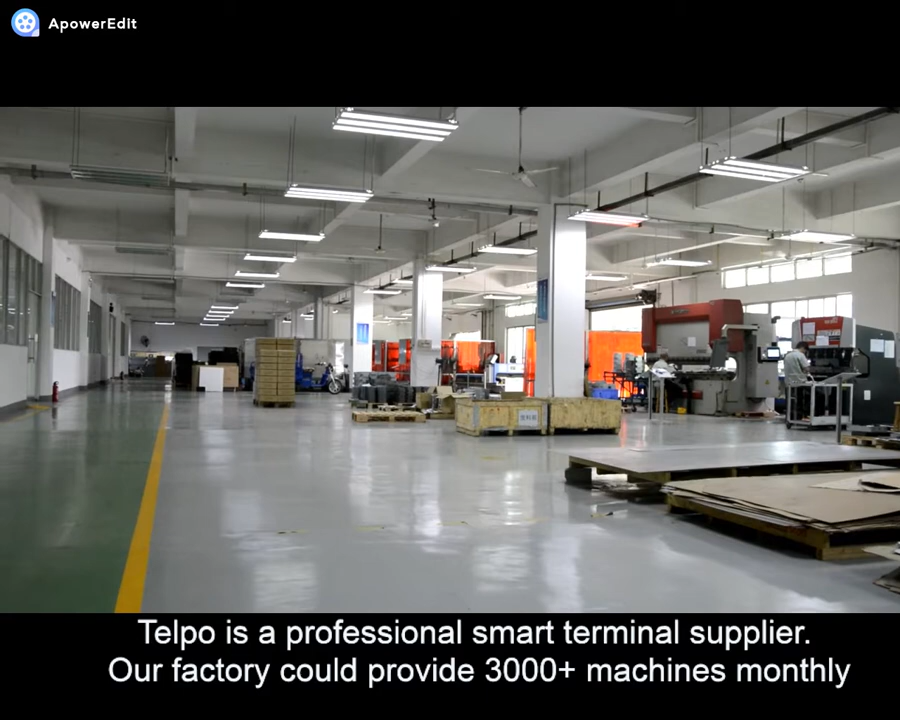 ApowerEdit
Telpo is a professional smart terminal supplier.
Our factory could provide 3000+ machines monthly